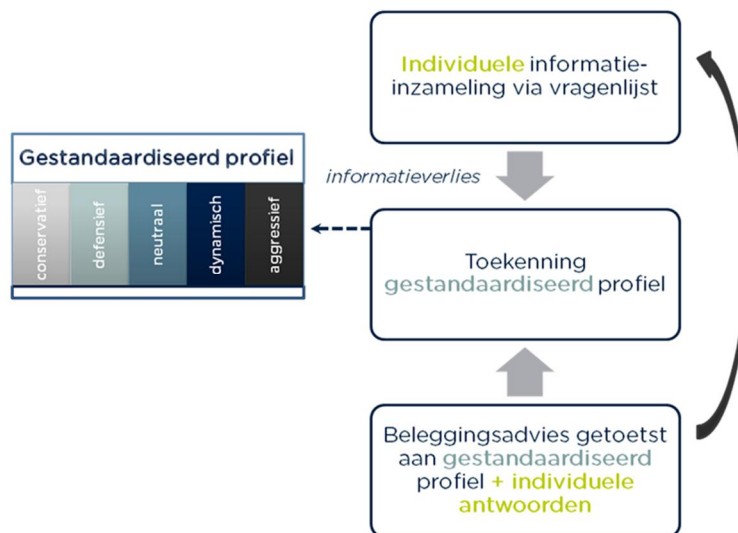 Individuele informatie-
inzameling via vragenlijst
Gestandaardiseerd profiel
conservatief
defensief
neutraal
dynamisch
aggressief
informatieverlies
Toekenning
gestandaardiseerd profiel
Beleggingsadvies getoetst
aan gestandaardiseerd
profiel + individuele
antwoorden